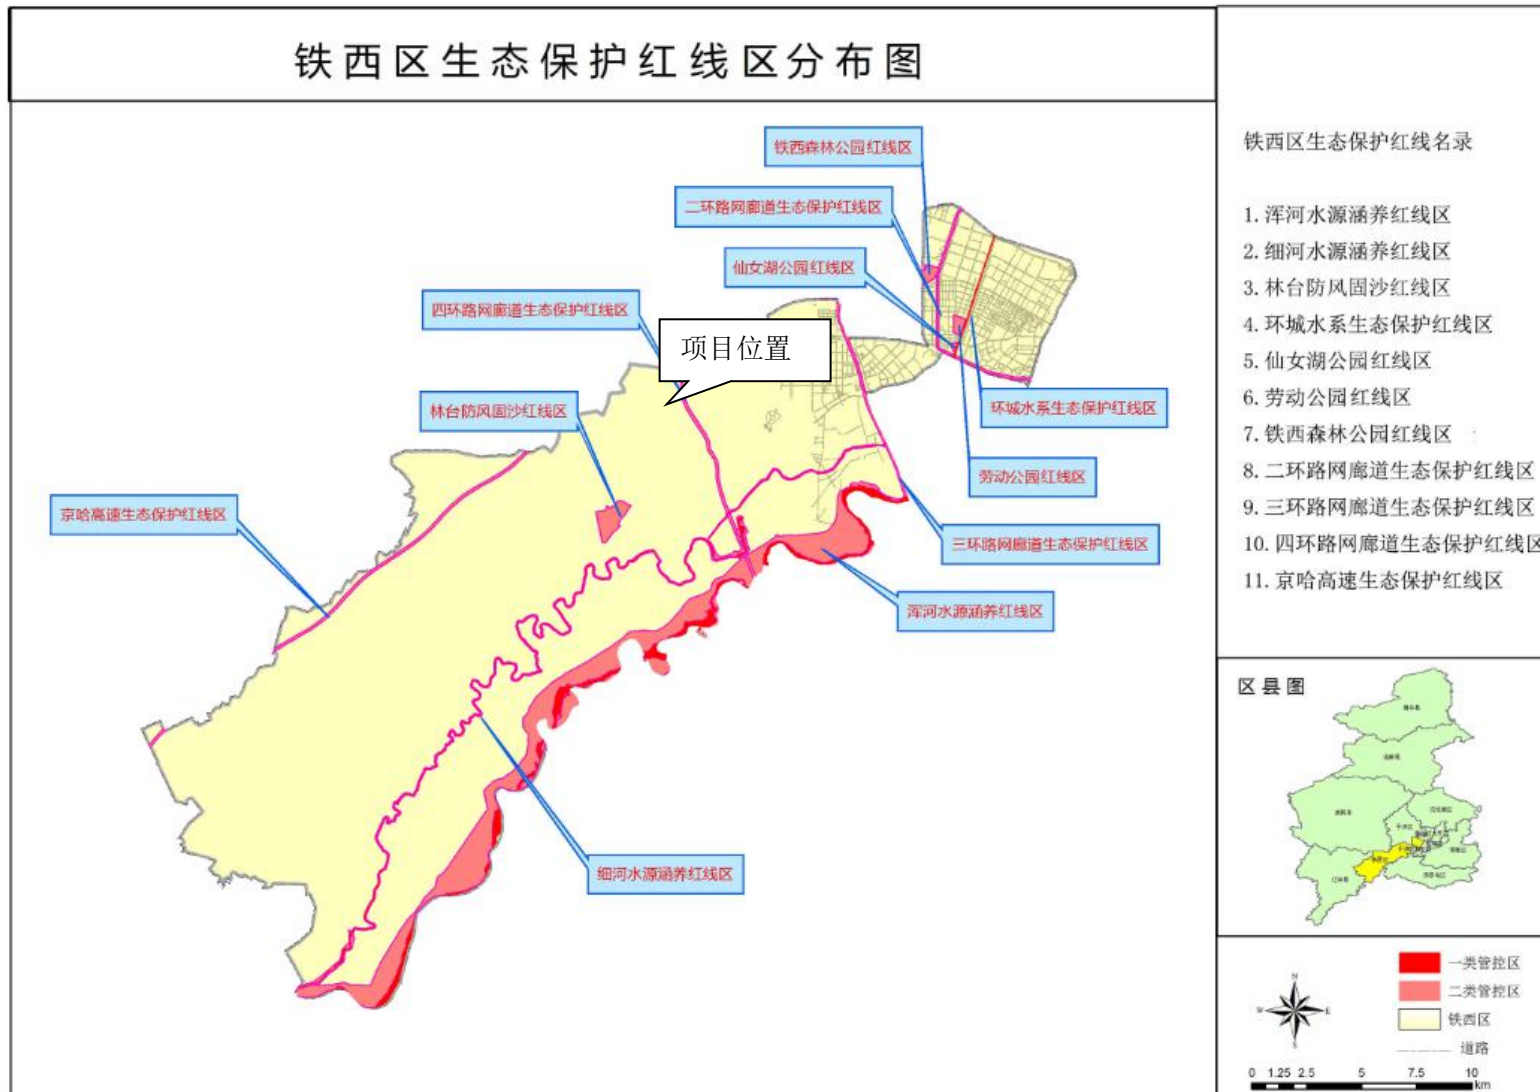 铁西区生态保护红线区分布图
铁西森林公园红线区
二环路网廊道生态保护红线区
仙女湖公园红线区
四环路网廊道生态保护红线区
项目位置
林台防风固沙红线区
环城水系生态保护红线区
劳动公园红线区
京哈高速生态保护红线区
三环路网廊道生态保护红线区
浑河水源涵养红线区
细河水源涵养红线区
铁西区生态保护红线名录
1. 浑河水源涵养红线区
2. 细河水源涵养红线区
3. 林台防风固沙红线区
4. 环城水系生态保护红线区
5. 仙女湖公园红线区
6. 劳动公园红线区
7. 铁西森林公园红线区
8. 二环路网廊道生态保护红线区
9. 三环路网廊道生态保护红线区
10. 四环路网廊道生态保护红线区
11. 京哈高速生态保护红线区
区县图
N
W
E
S
一类管控区
二类管控区
铁西区
道路
0 1.25 2.5 5 7.5 10
km